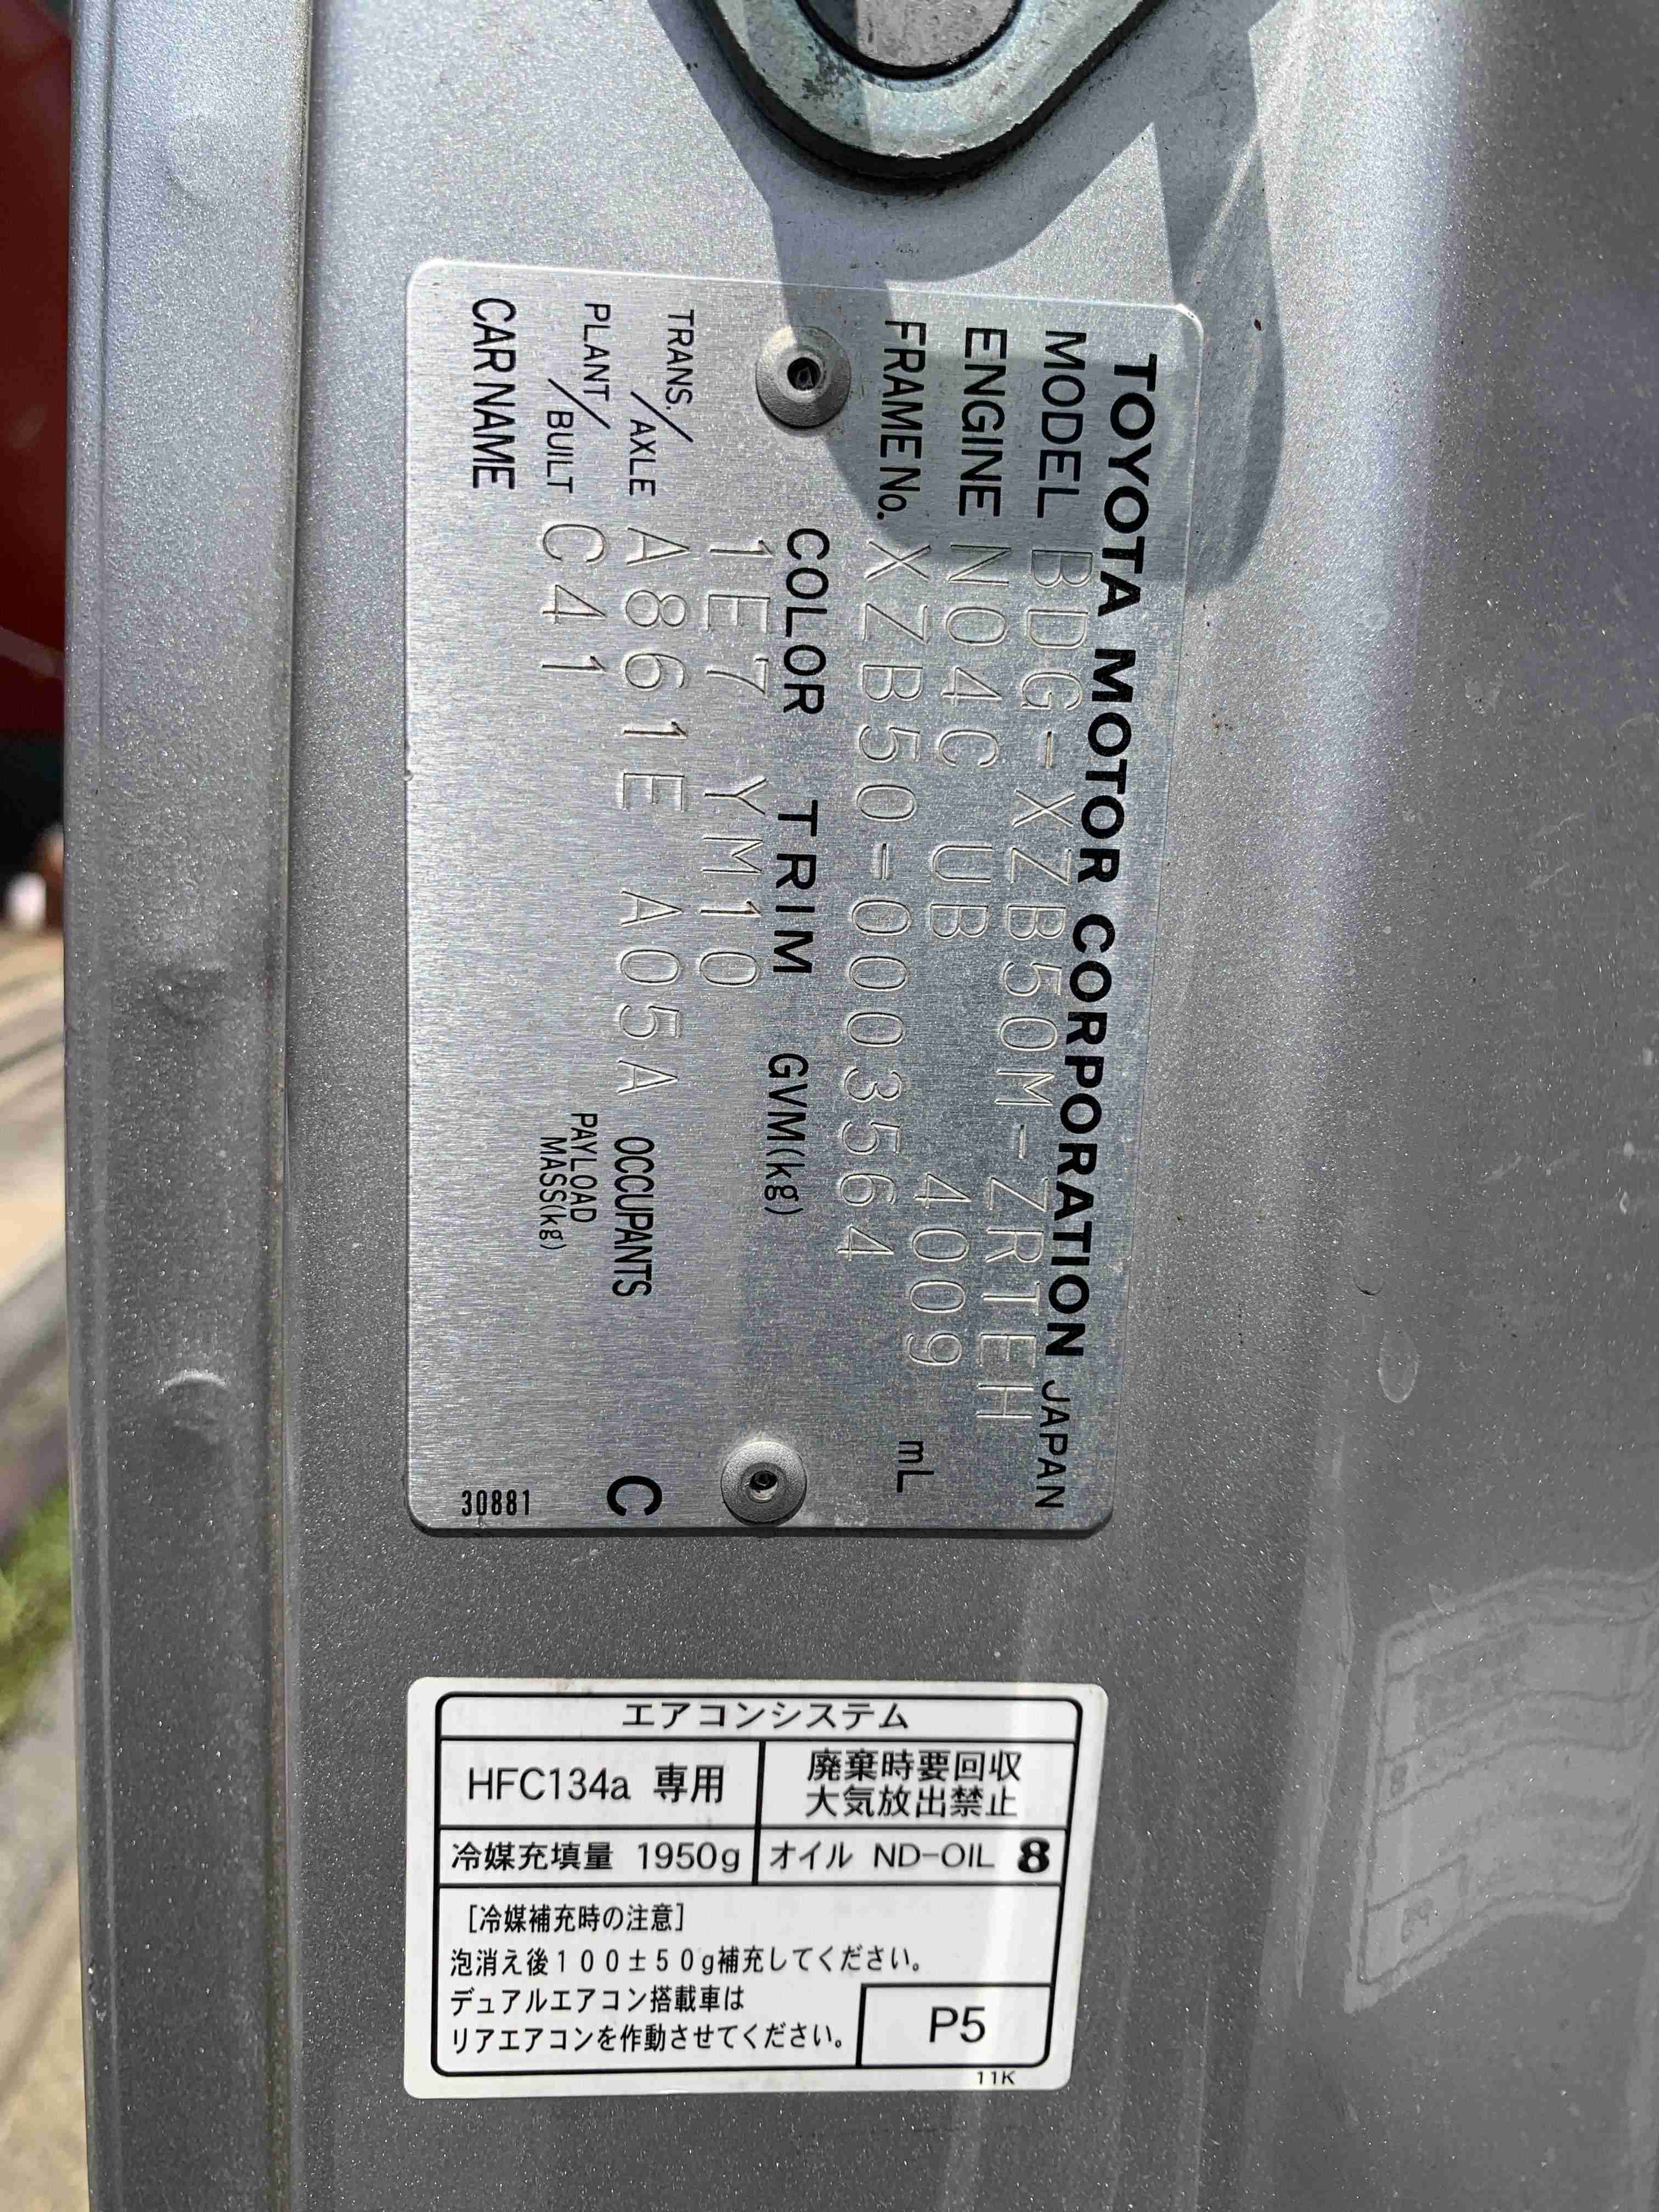 TOYOTA MOTOR CORPORATION JAPAN
MODEL BDG-XZB50M-ZRTEH
ENGINE N04C UB 4009 mL
FRAME No. XZB50-0003564
COLOR TRIM GVM(kg)
1E7 YM10
TRANS./AXLE A861E A05A OCCUPANTS C
PLANT/BUILT C41 PAYLOAD MASS(kg)
CAR NAME
30881
エアコンシステム
HFC134a 専用
廃棄時要回収
大気放出禁止
冷媒充填量 1950g オイル ND-OIL 8
[冷媒補充時の注意]
泡消え後100±50g補充してください。
デュアルエアコン搭載車は
リアエアコンを作動させてください。
P5
11K